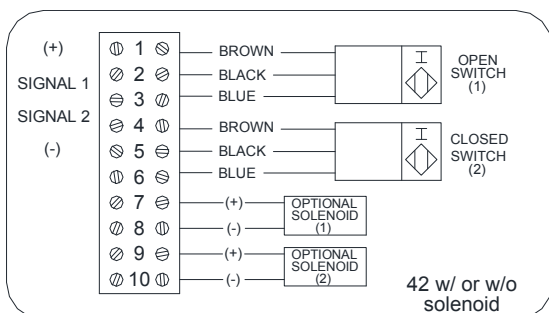 (+)
SIGNAL 1
SIGNAL 2
(-)
1
2
3
4
5
6
7
8
9
10
BROWN
BLACK
BLUE
BROWN
BLACK
BLUE
(+)
(-)
(+)
(-)
OPEN
SWITCH
(1)
CLOSED
SWITCH
(2)
OPTIONAL
SOLENOID
(1)
OPTIONAL
SOLENOID
(2)
42 w/ or w/o
solenoid